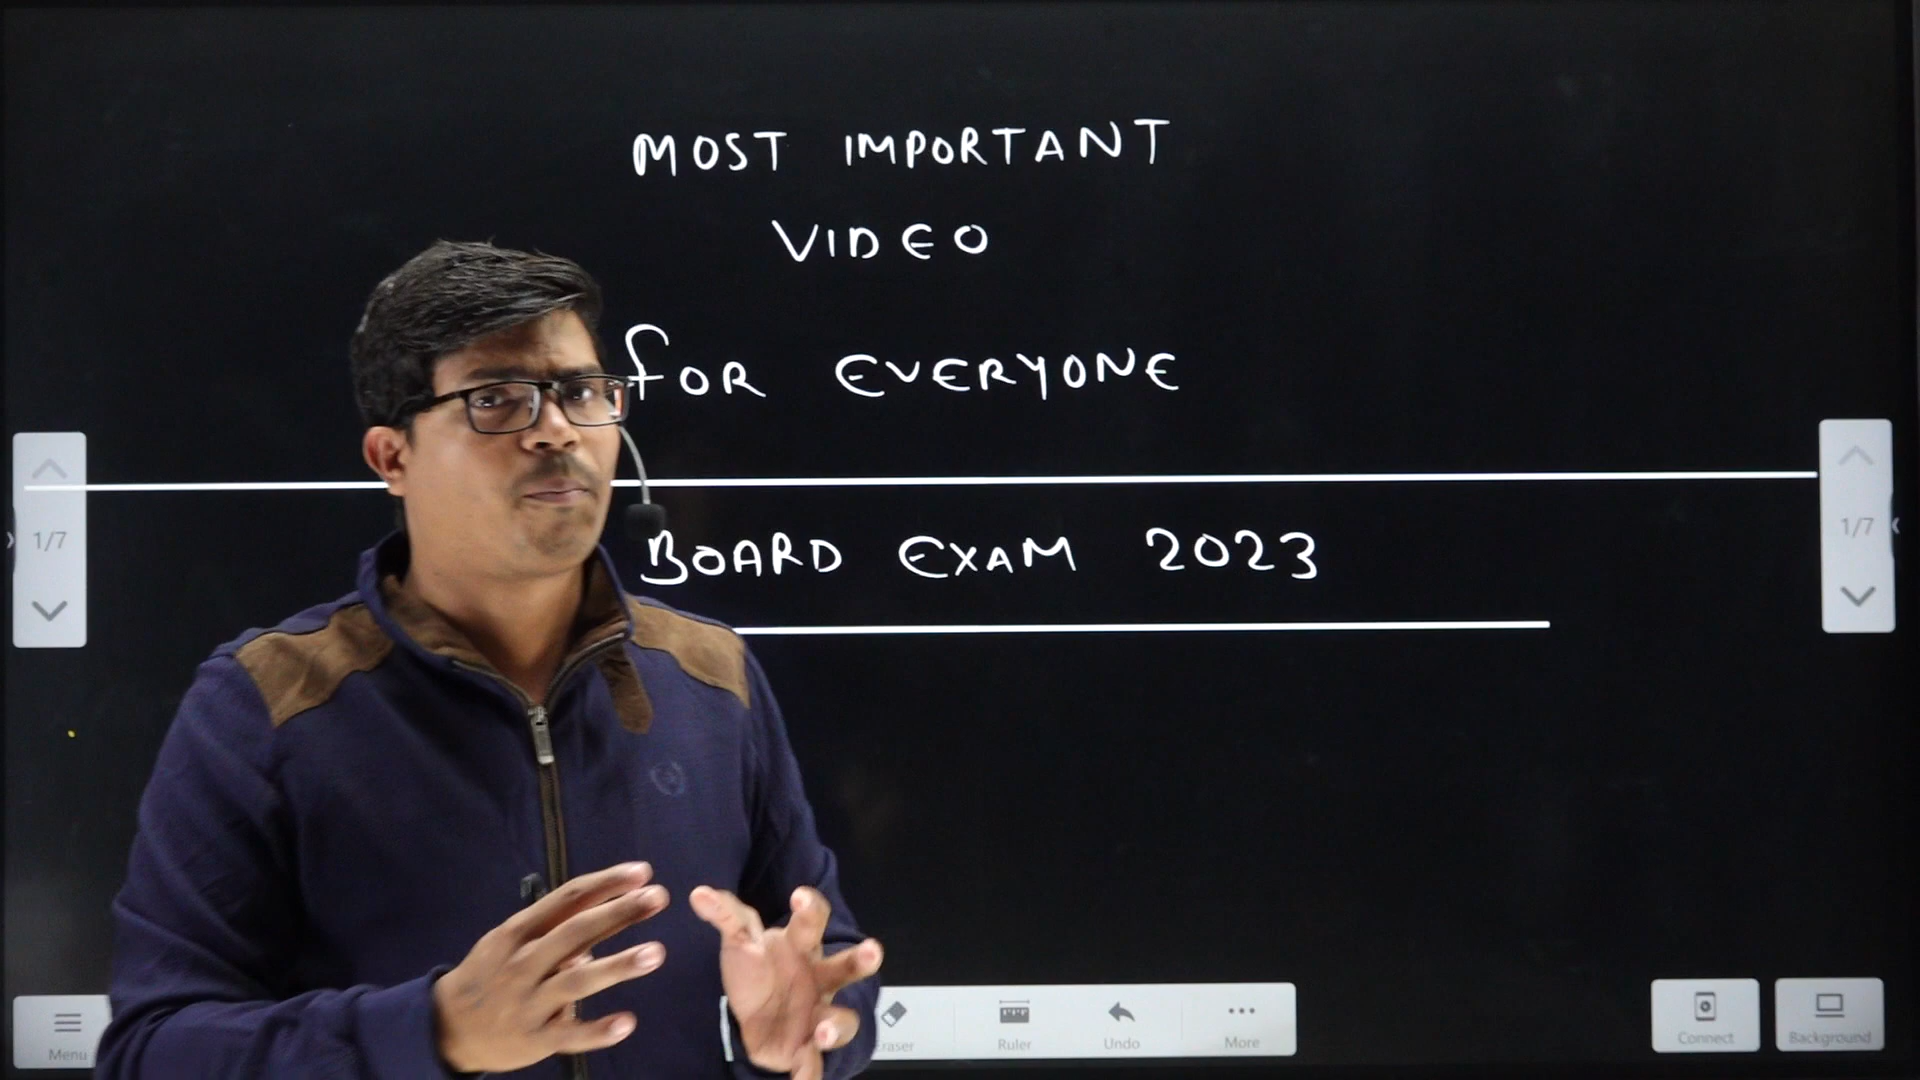 MOST IMPORTANT
VIDEO
FOR EVERYONE
1/7
1/7
BOARD EXAM 2023
Menu
Eraser
Ruler
Undo
More
Connect
Background